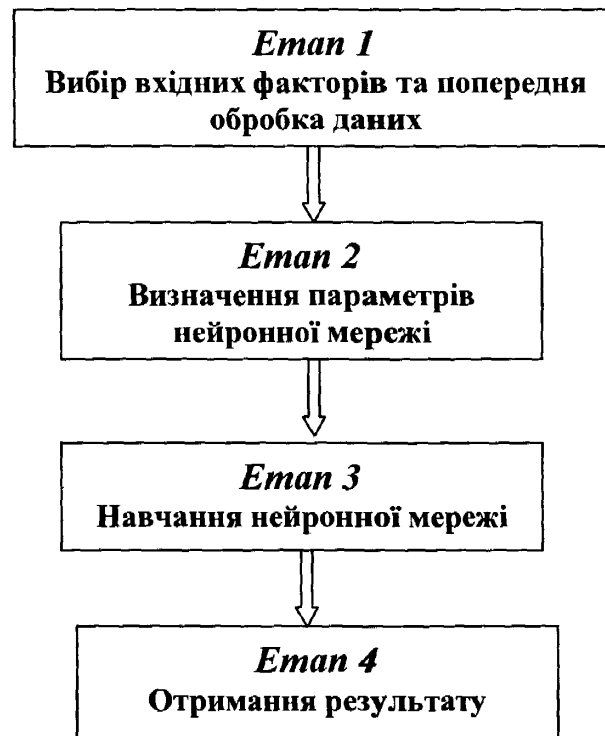 Етап 1
Вибір вхідних факторів та попередня
обробка даних
Етап 2
Визначення параметрів
нейронної мережі
Етап 3
Навчання нейронної мережі
Етап 4
Отримання результату